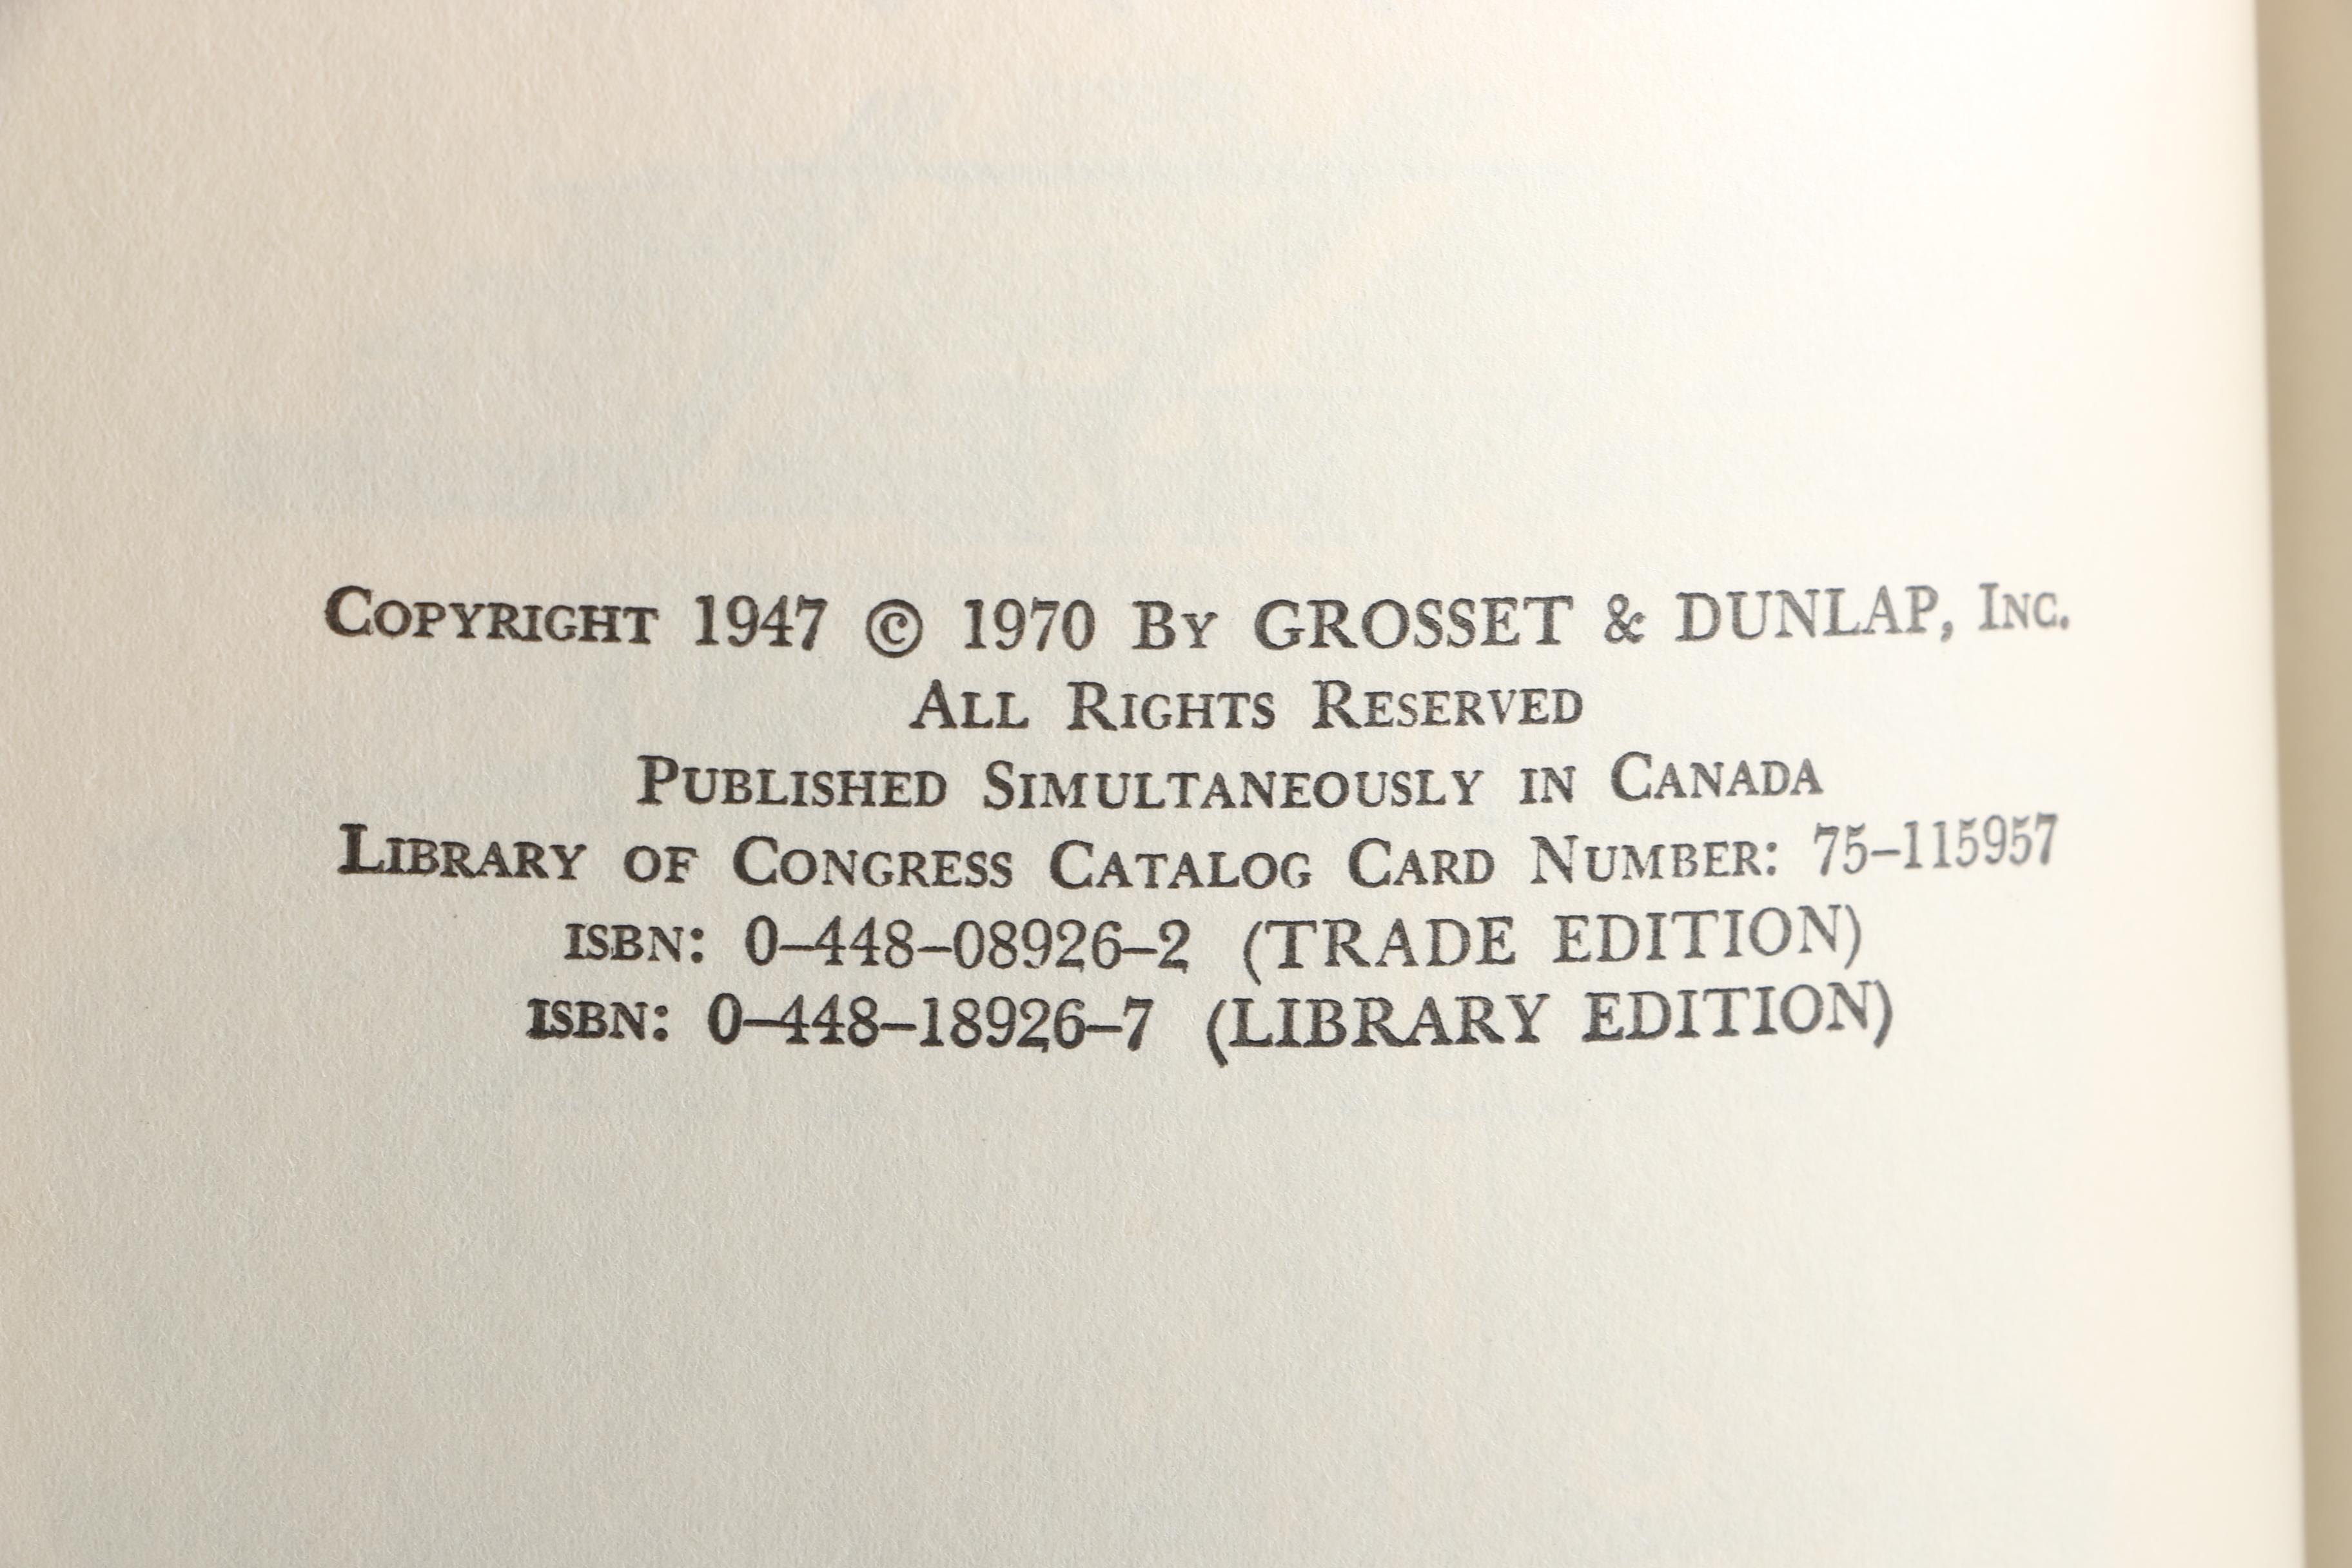 Copyright 1947 © 1970 By GROSSET & DUNLAP, Inc.
All Rights Reserved
Published Simultaneously in Canada
Library of Congress Catalog Card Number: 75–115957
ISBN: 0–448–08926–2 (TRADE EDITION)
ISBN: 0–448–18926–7 (LIBRARY EDITION)